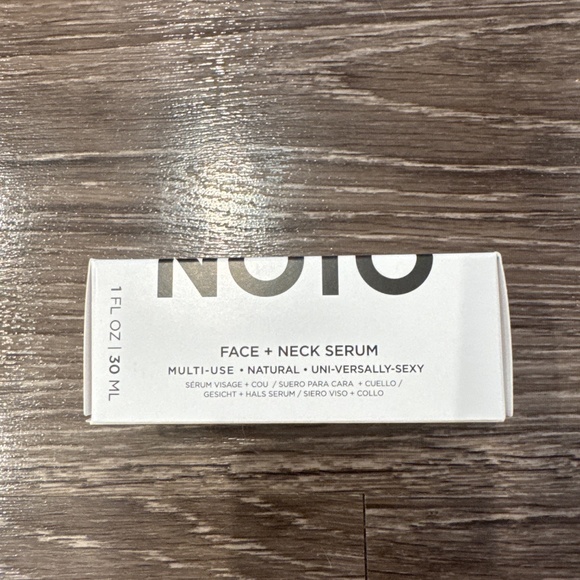 NOTO
1 FL OZ | 30 ML
FACE + NECK SERUM
MULTI-USE • NATURAL • UNI-VERSALLY-SEXY
SÉRUM VISAGE + COU / SUERO PARA CARA + CUELLO /
GESICHT + HALS SERUM / SIERO VISO + COLLO